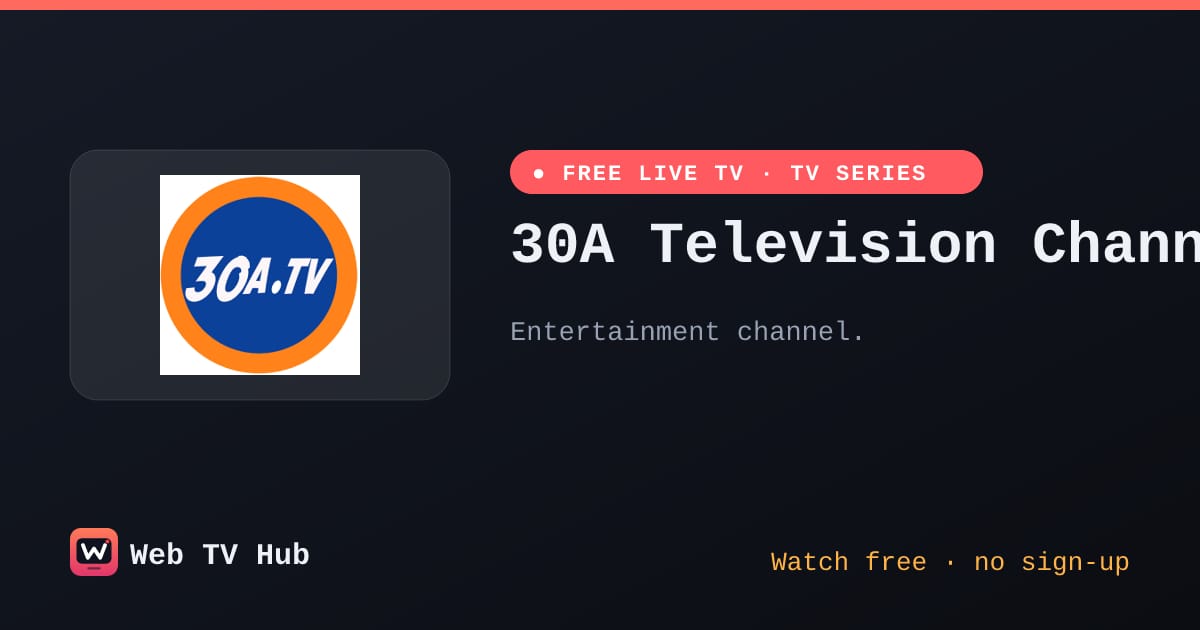 ● FREE LIVE TV · TV SERIES
30A Television Chann
30A.TV
Entertainment channel.
W
Web TV Hub
Watch free · no sign-up